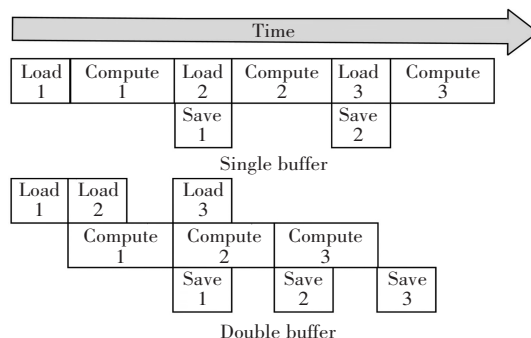 Time
Load Compute Load Compute Load Compute
1 1 2 2 3 3
Save Save
1 2
Single buffer
Load Load Load
1 2 3
Compute Compute Compute
1 2 3
Save Save Save
1 2 3
Double buffer